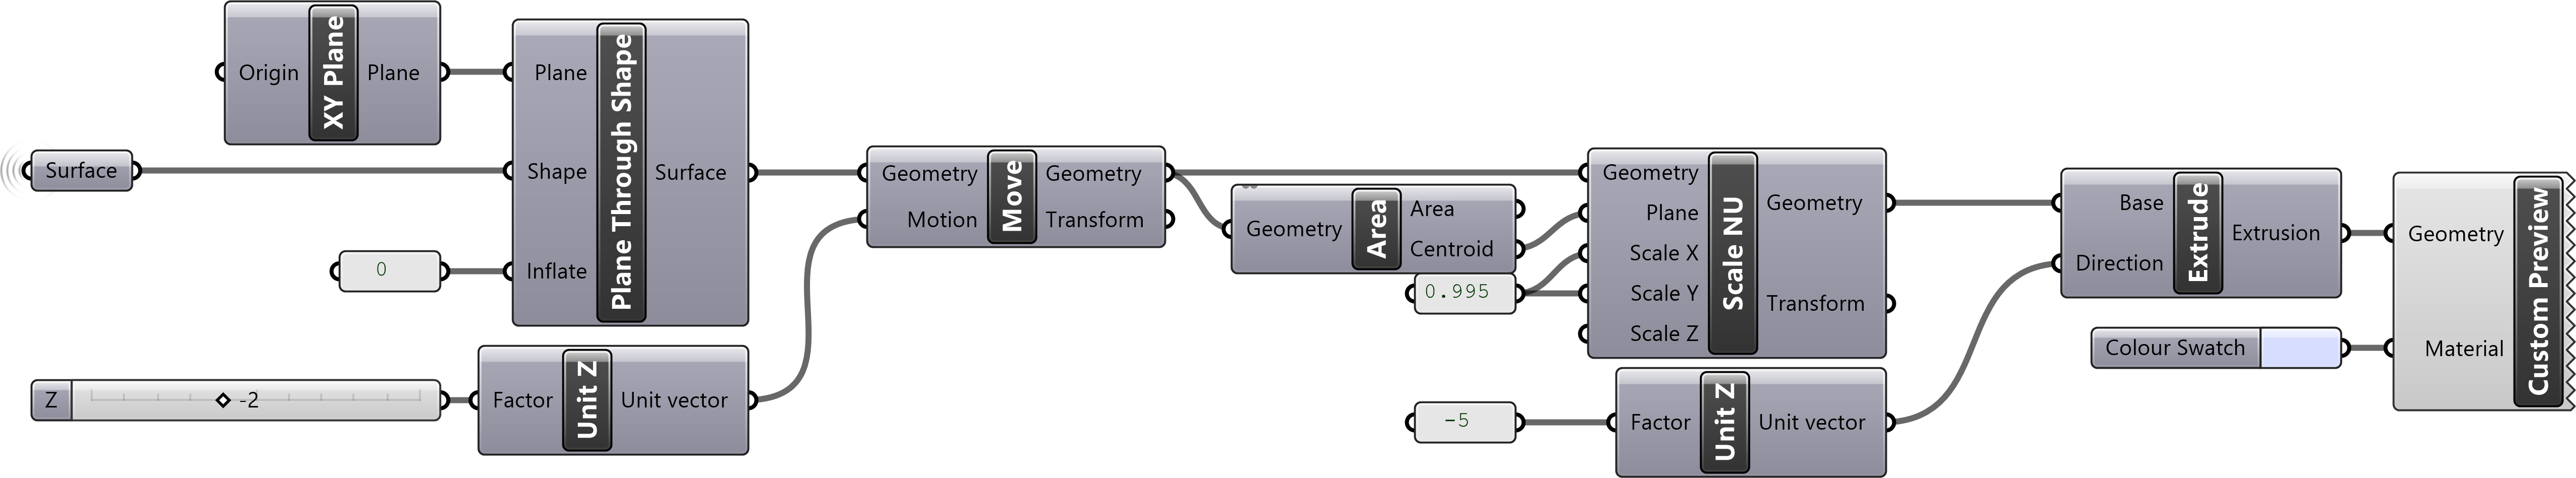 Origin
XY Plane
Plane
Surface
Plane
Shape
Inflate
Plane Through Shape
Surface
0
Z
-2
Factor
Unit Z
Unit vector
Geometry
Motion
Move
Geometry
Transform
Geometry
Area
Area
Centroid
0.995
Geometry
Plane
Scale X
Scale Y
Scale Z
Scale NU
Geometry
Transform
-5
Factor
Unit Z
Unit vector
Base
Direction
Extrude
Extrusion
Colour Swatch
Geometry
Material
Custom Preview